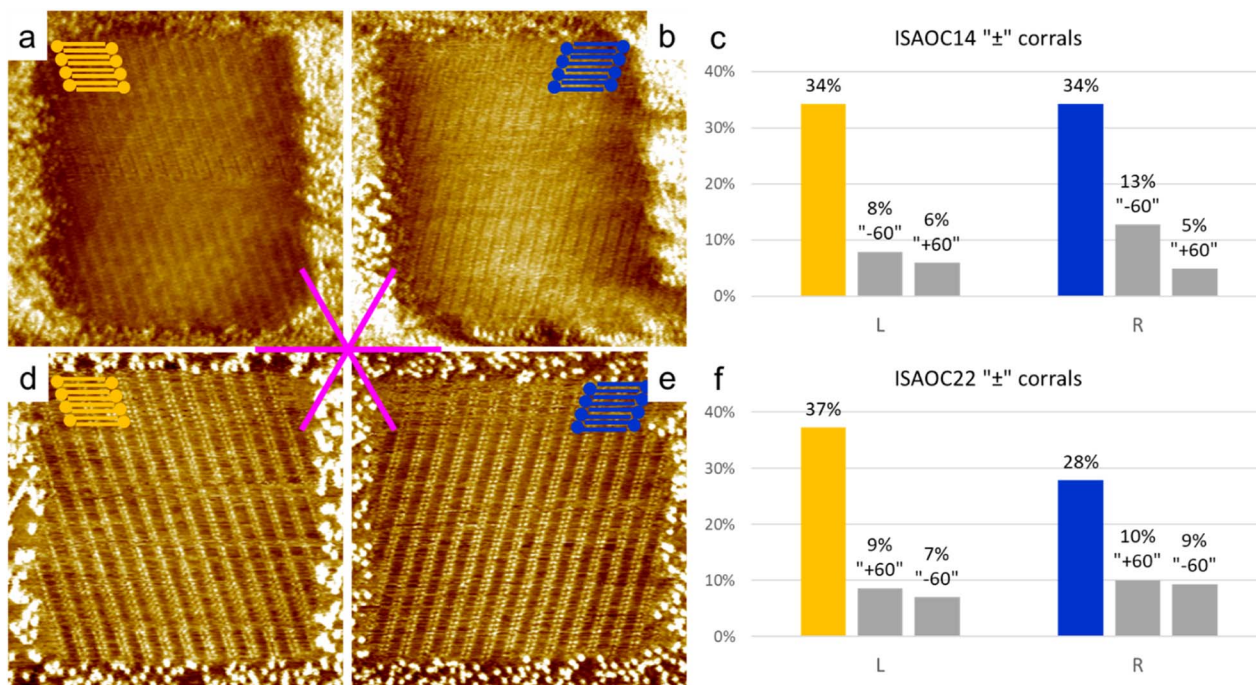 a
b
c
ISAOC14 "±" corrals
40%
30%
20%
10%
0%
34%
8%
"-60"
6%
"+60"
34%
13%
"-60"
5%
"+60"
L
R
d
e
f
ISAOC22 "±" corrals
40%
30%
20%
10%
0%
37%
9%
"+60"
7%
"-60"
28%
10%
"+60"
9%
"-60"
L
R